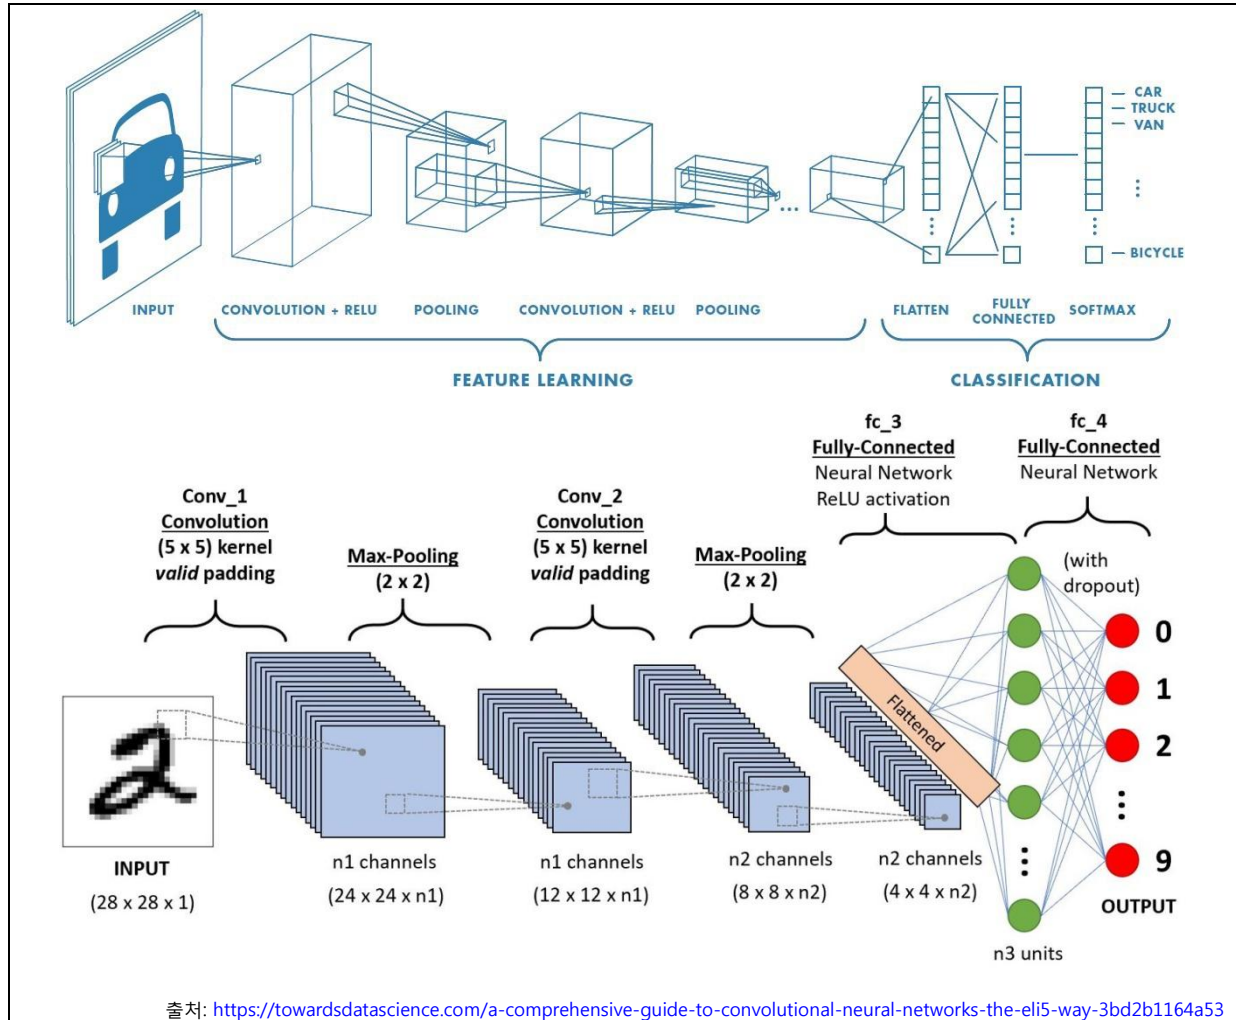 CAR
TRUCK
VAN
BICYCLE
INPUT
CONVOLUTION + RELU
POOLING
CONVOLUTION + RELU
POOLING
FLATTEN
FULLY
CONNECTED
SOFTMAX
FEATURE LEARNING
CLASSIFICATION
Conv_1
Convolution
(5 x 5) kernel
valid padding
Max-Pooling
(2 x 2)
Conv_2
Convolution
(5 x 5) kernel
valid padding
Max-Pooling
(2 x 2)
fc_3
Fully-Connected
Neural Network
ReLU activation
fc_4
Fully-Connected
Neural Network
(with
dropout)
Flattened
0
1
2
9
OUTPUT
2
INPUT
(28 x 28 x 1)
n1 channels
(24 x 24 x n1)
n1 channels
(12 x 12 x n1)
n2 channels
(8 x 8 x n2)
n2 channels
(4 x 4 x n2)
n3 units
출처: https://towardsdatascience.com/a-comprehensive-guide-to-convolutional-neural-networks-the-eli5-way-3bd2b1164a53